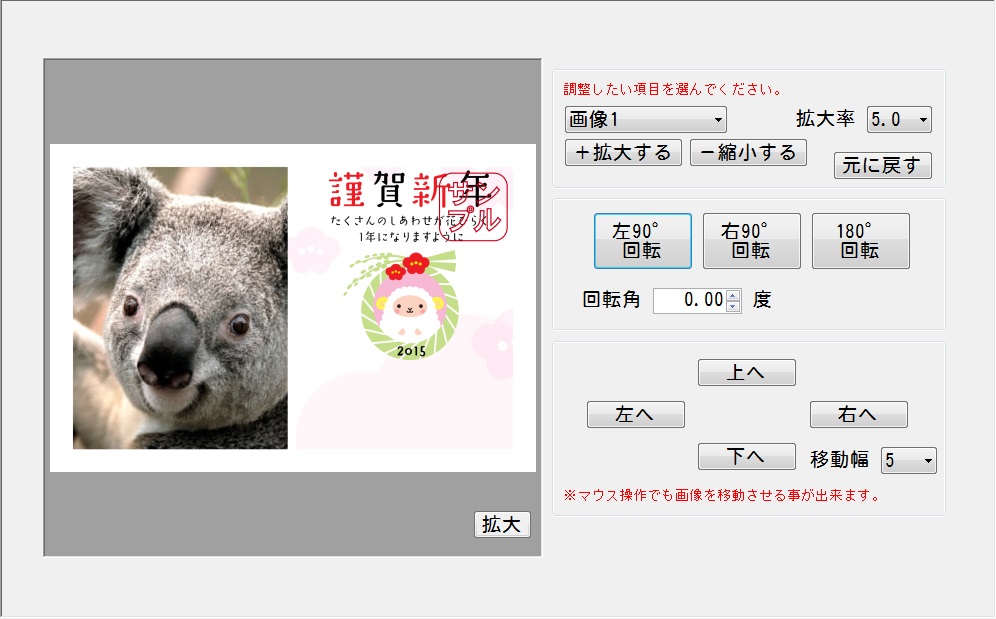 謹賀新年
サンプル
たくさんのしあわせが花ひらく
1年になりますように
2015
拡大
調整したい項目を選んでください。
画像1 拡大率 5.0
+拡大する -縮小する 元に戻す
左90°
回転
右90°
回転
180°
回転
回転角 0.00 度
上へ
左へ 右へ
下へ 移動幅 5
※マウス操作でも画像を移動させる事が出来ます。